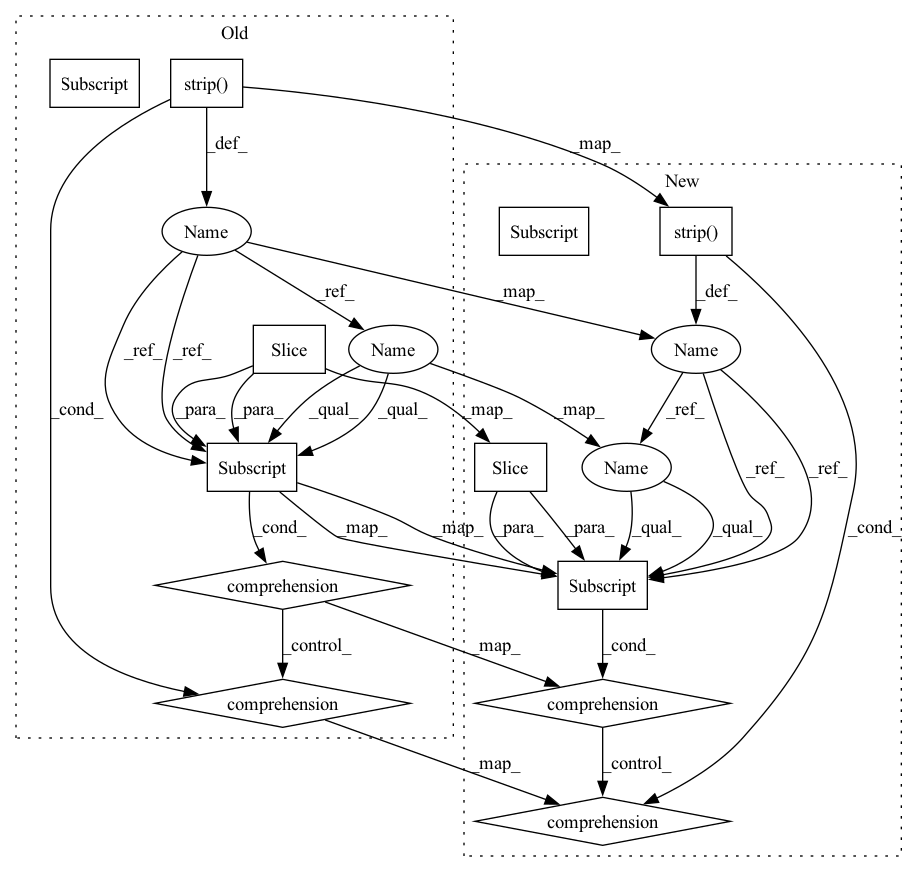 Old
Subscript
strip()
_def_
_map_
New
Name
Subscript
strip()
_ref_
_map_
_def_
Slice
Name
Name
_ref_
_ref_
_cond_
_para_
_para_
_qual_
_qual_
_map_
_map_
_ref_
Subscript
Slice
Name
_ref_
_ref_
_cond_
_map_
_map_
_para_
_para_
_qual_
_qual_
_cond_
comprehension
Subscript
_control_
_map_
_cond_
comprehension
comprehension
_map_
_control_
comprehension